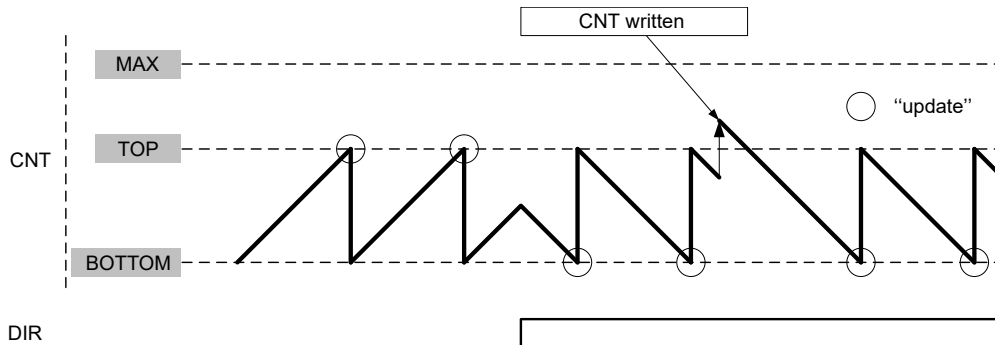 CNT written
MAX
‘‘update’’
TOP
CNT
BOTTOM
DIR